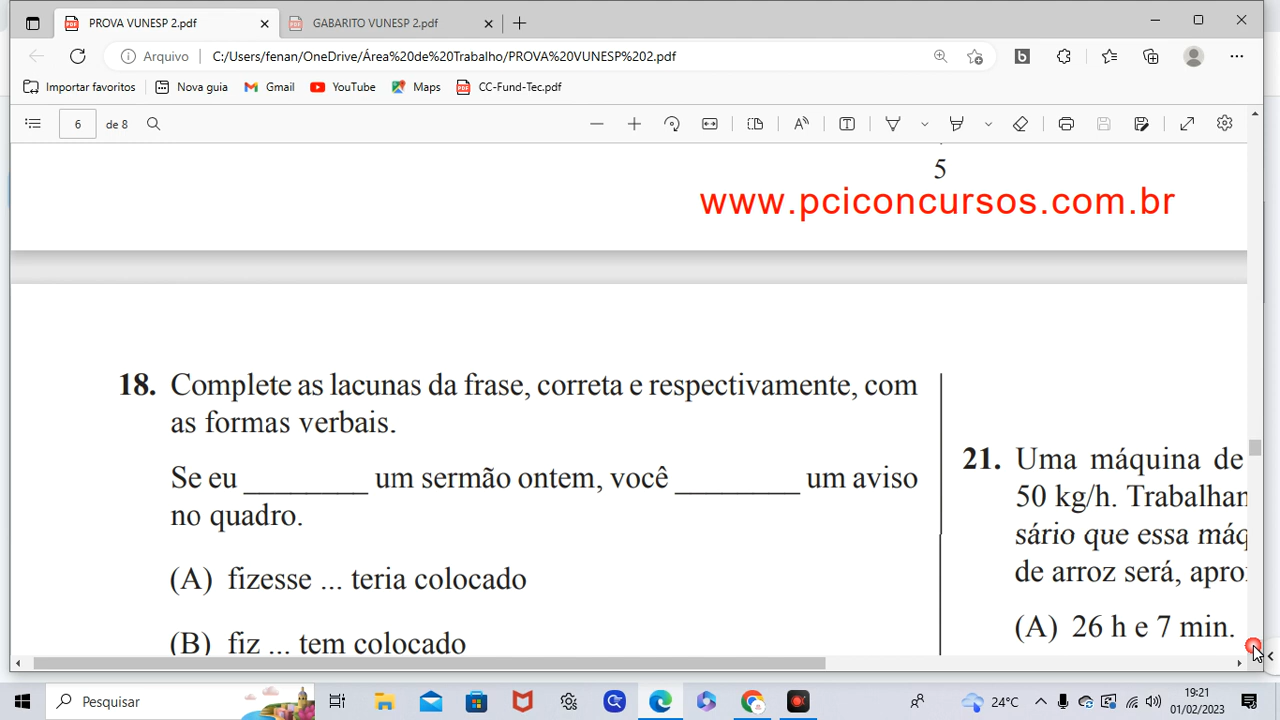 PROVA VUNESP 2.pdf
GABARITO VUNESP 2.pdf
Arquivo
C:/Users/fenan/OneDrive/Área%20de%20Trabalho/PROVA%20VUNESP%202.pdf
Importar favoritos
Nova guia
Gmail
YouTube
Maps
CC-Fund-Tec.pdf
6 de 8
5
www.pciconcursos.com.br
18. Complete as lacunas da frase, correta e respectivamente, com
as formas verbais.
Se eu ________ um sermão ontem, você ________ um aviso
no quadro.
(A) fizesse ... teria colocado
(B) fiz ... tem colocado
21. Uma máquina de
50 kg/h. Trabalhan
sário que essa máq
de arroz será, apro
(A) 26 h e 7 min.
Pesquisar
24°C
9:21
01/02/2023